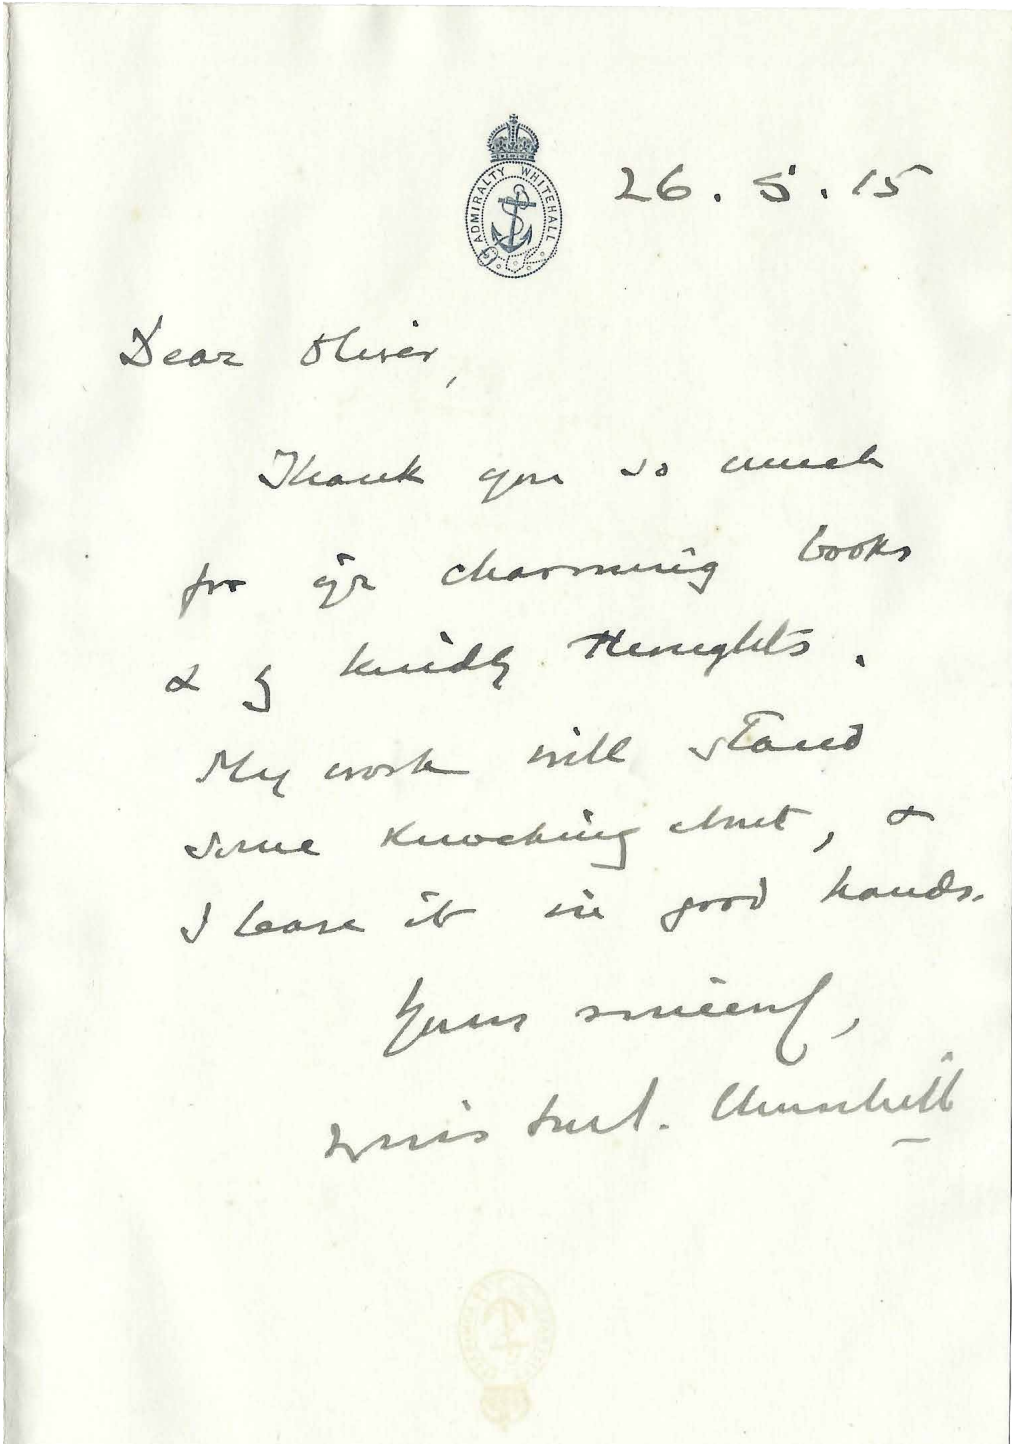 ADMIRALTY WHITEHALL
26.5.15
Dear Oliver,
Thank you so much
for yr charming books
& kindly thoughts.
My work will stand
some knocking about, &
I leave it in good hands.
Yours sincerely,
Winston S. Churchill